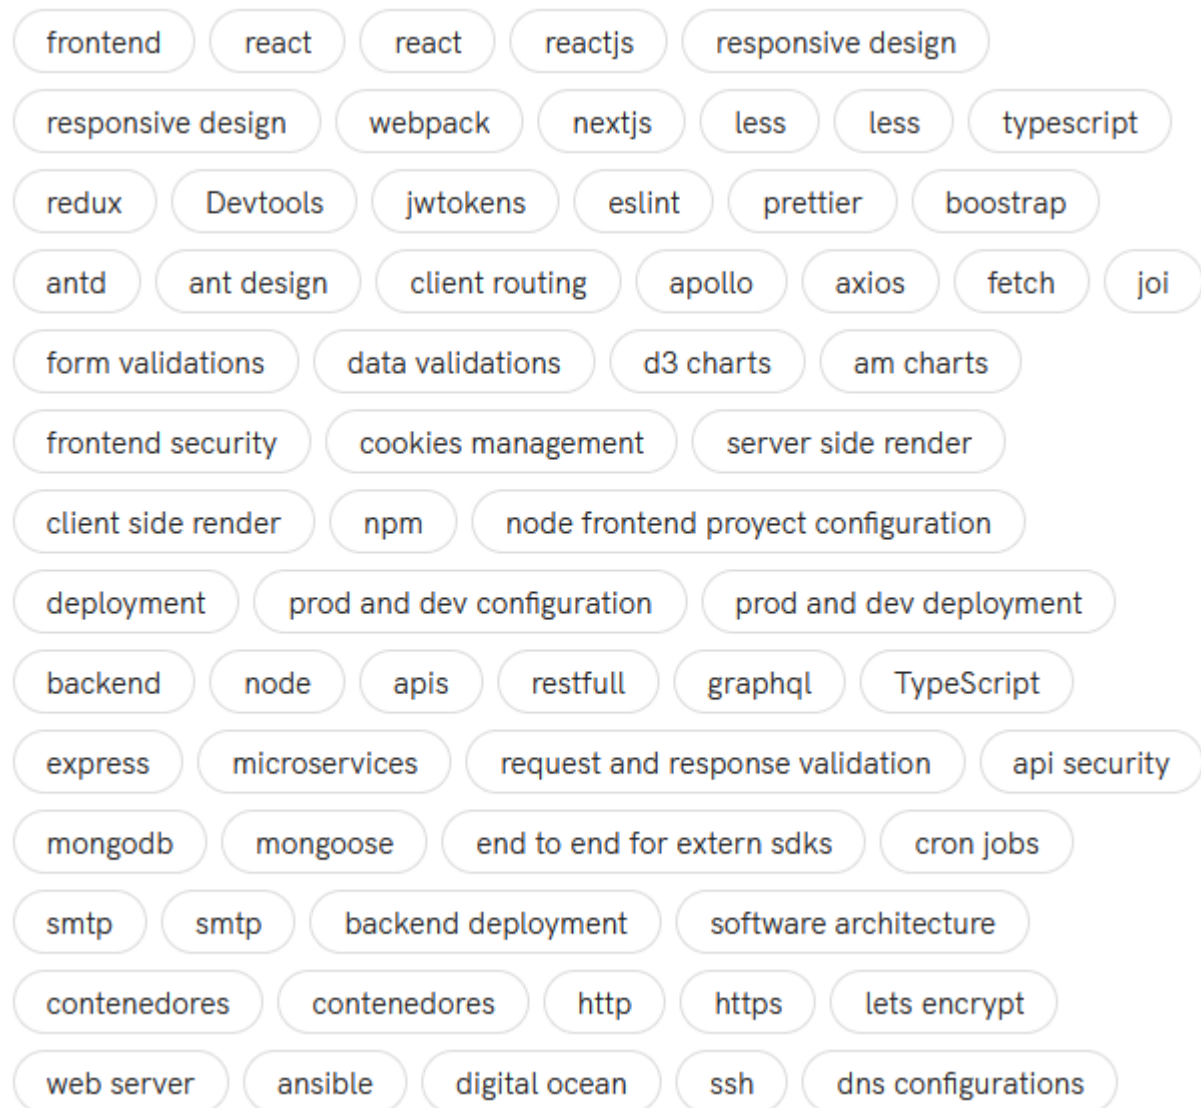 frontend react react reactjs responsive design
responsive design webpack nextjs less less typescript
redux Devtools jwtokens eslint prettier boostrap
antd ant design client routing apollo axios fetch joi
form validations data validations d3 charts am charts
frontend security cookies management server side render
client side render npm node frontend proyect configuration
deployment prod and dev configuration prod and dev deployment
backend node apis restfull graphql TypeScript
express microservices request and response validation api security
mongodb mongoose end to end for extern sdks cron jobs
smtp smtp backend deployment software architecture
contenedores contenedores http https lets encrypt
web server ansible digital ocean ssh dns configurations